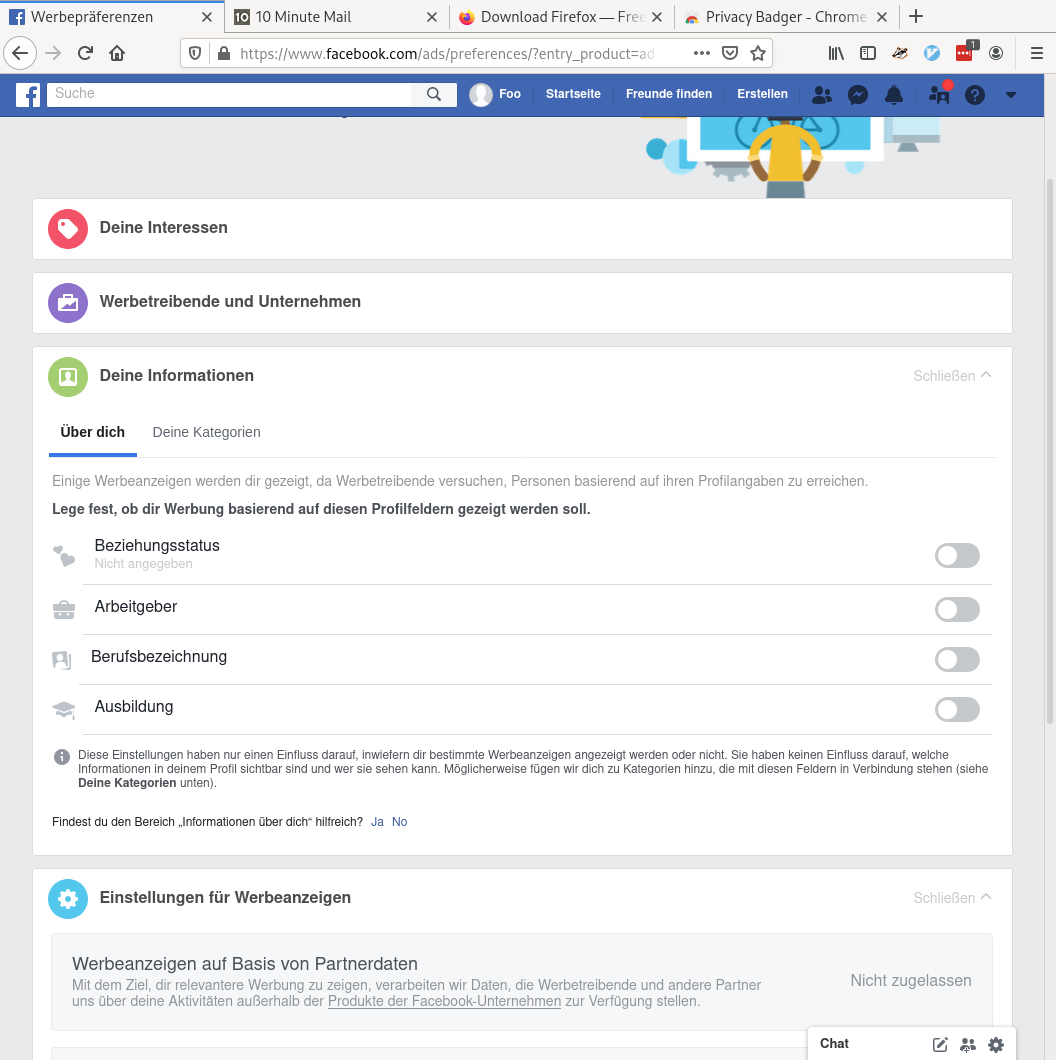 Werbepräferenzen
10 10 Minute Mail
Download Firefox — Free
Privacy Badger - Chrome
https://www.facebook.com/ads/preferences/?entry_product=ad
1
Suche
Foo
Startseite
Freunde finden
Erstellen
Deine Interessen
Werbetreibende und Unternehmen
Deine Informationen
Schließen
Über dich
Deine Kategorien
Einige Werbeanzeigen werden dir gezeigt, da Werbetreibende versuchen, Personen basierend auf ihren Profilangaben zu erreichen.
Lege fest, ob dir Werbung basierend auf diesen Profilfeldern gezeigt werden soll.
Beziehungsstatus
Nicht angegeben
Arbeitgeber
Berufsbezeichnung
Ausbildung
Diese Einstellungen haben nur einen Einfluss darauf, inwiefern dir bestimmte Werbeanzeigen angezeigt werden oder nicht. Sie haben keinen Einfluss darauf, welche
Informationen in deinem Profil sichtbar sind und wer sie sehen kann. Möglicherweise fügen wir dich zu Kategorien hinzu, die mit diesen Feldern in Verbindung stehen (siehe
Deine Kategorien unten).
Findest du den Bereich „Informationen über dich“ hilfreich? Ja No
Einstellungen für Werbeanzeigen
Schließen
Werbeanzeigen auf Basis von Partnerdaten
Mit dem Ziel, dir relevantere Werbung zu zeigen, verarbeiten wir Daten, die Werbetreibende und andere Partner
uns über deine Aktivitäten außerhalb der Produkte der Facebook-Unternehmen zur Verfügung stellen.
Nicht zugelassen
Chat